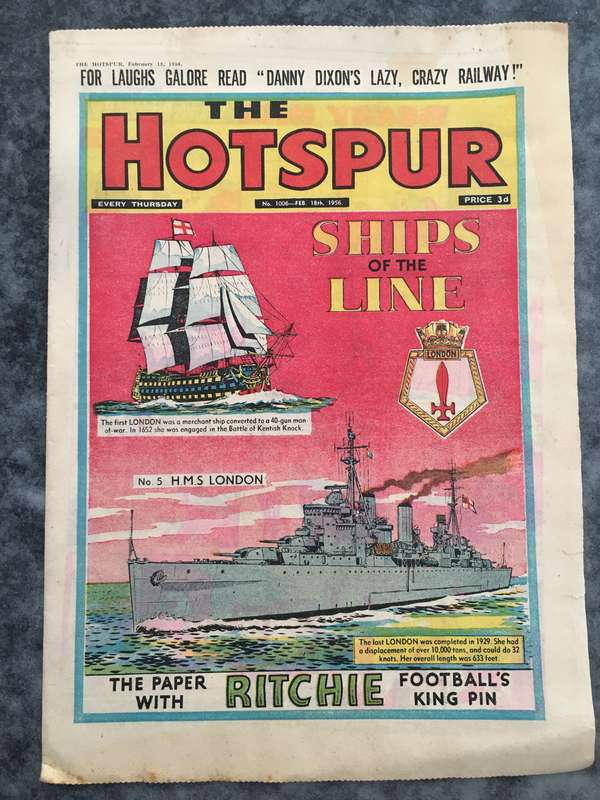 THE HOTSPUR, February 18, 1956.
FOR LAUGHS GALORE READ "DANNY DIXON'S LAZY, CRAZY RAILWAY!"
THE
HOTSPUR
EVERY THURSDAY
No. 1006—FEB. 18th, 1956.
PRICE 3d
SHIPS
OF THE
LINE
LONDON
The first LONDON was a merchant ship converted to a 40-gun man-
of-war. In 1652 she was engaged in the Battle of Kentish Knock.
No. 5 H.M.S LONDON
The last LONDON was completed in 1929. She had
a displacement of over 10,000 tons, and could do 32
knots. Her overall length was 633 feet.
THE PAPER
WITH
RITCHIE
FOOTBALL'S
KING PIN